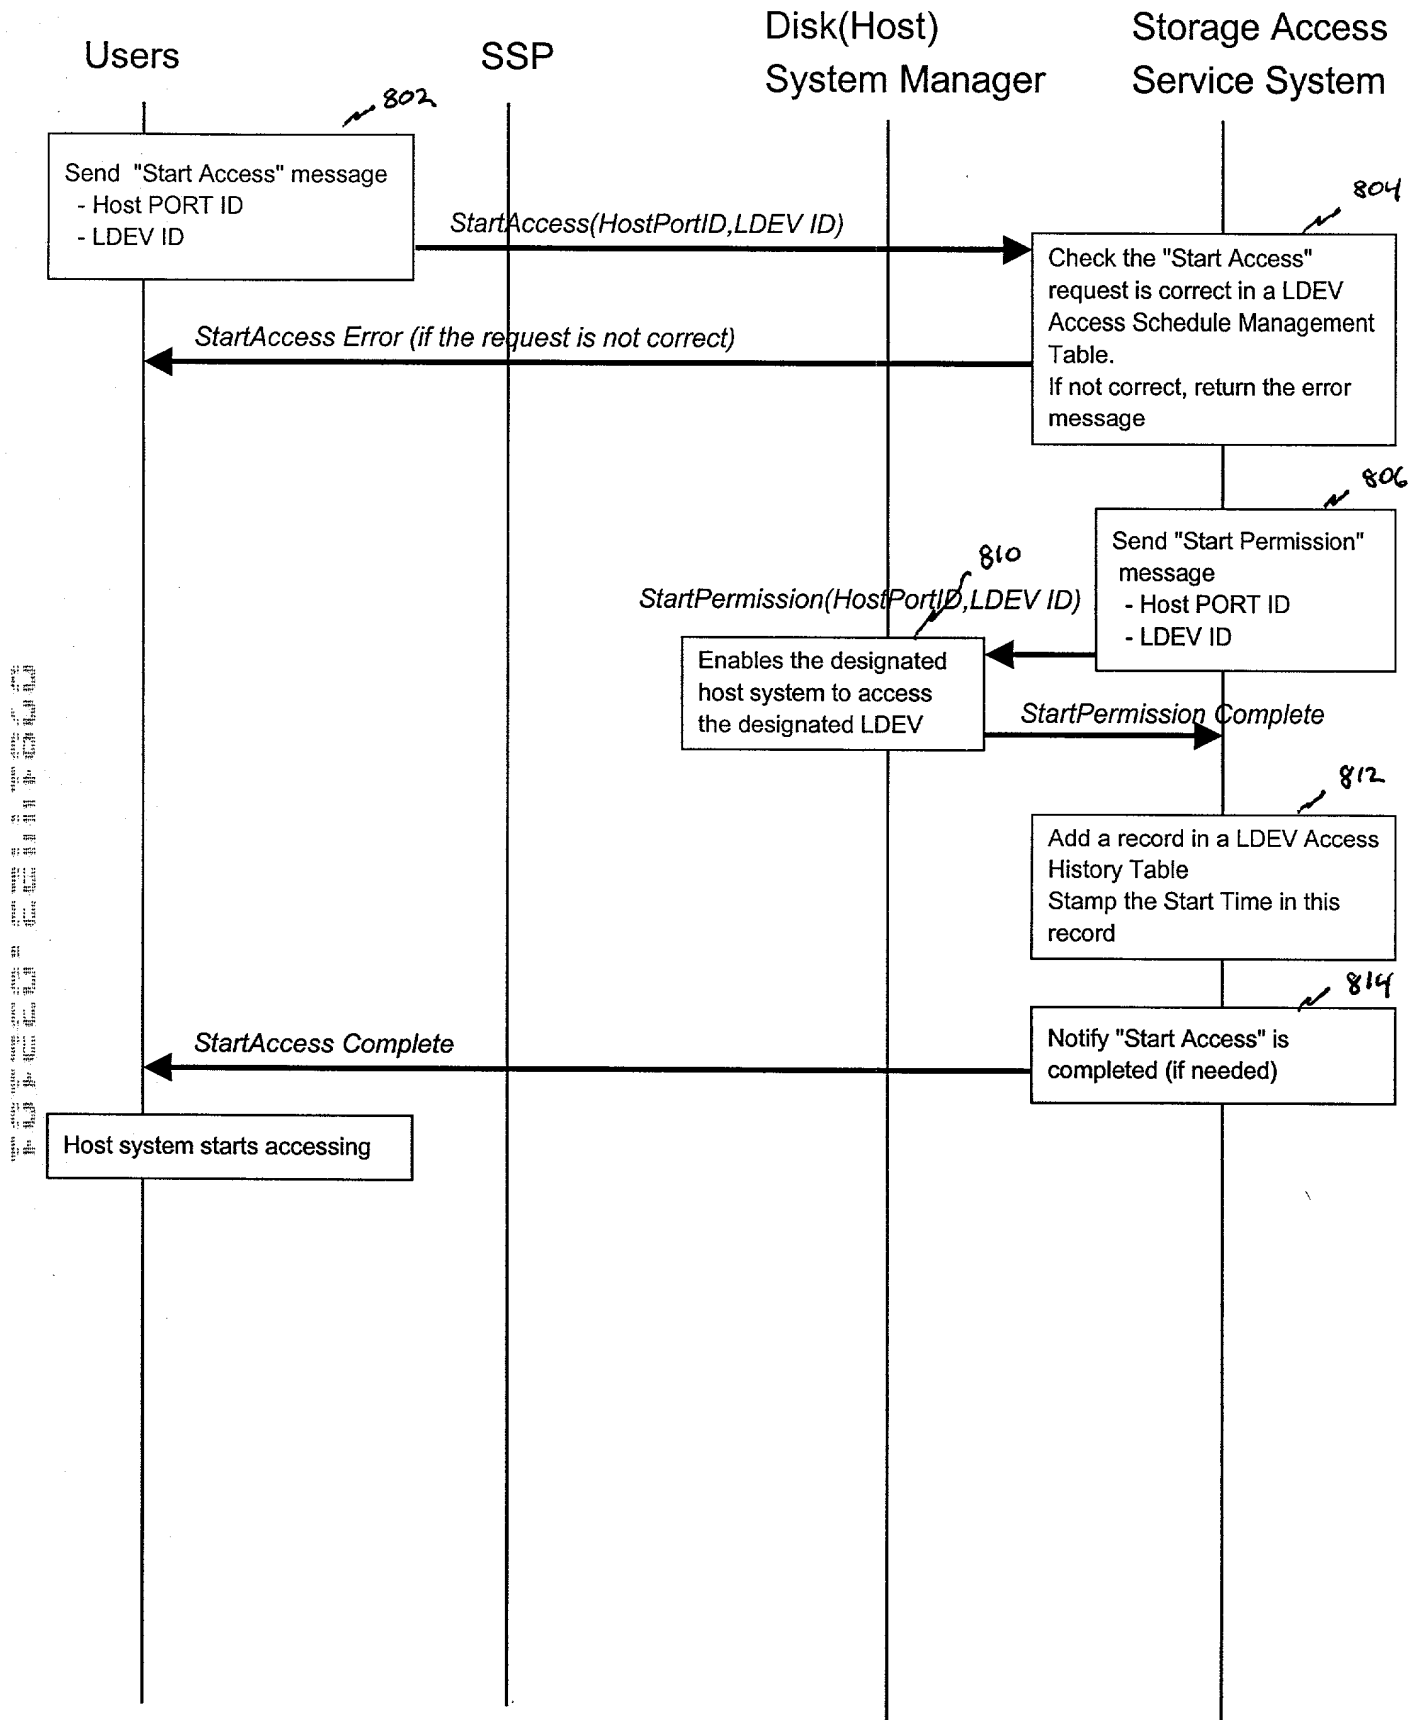 Users
SSP
Disk(Host)
System Manager
Storage Access
Service System
802
Send "Start Access" message
- Host PORT ID
- LDEV ID
StartAccess(HostPortID,LDEV ID)
804
Check the "Start Access"
request is correct in a LDEV
Access Schedule Management
Table.
If not correct, return the error
message
StartAccess Error (if the request is not correct)
806
Send "Start Permission"
message
- Host PORT ID
- LDEV ID
810
StartPermission(HostPortID,LDEV ID)
Enables the designated
host system to access
the designated LDEV
StartPermission Complete
812
Add a record in a LDEV Access
History Table
Stamp the Start Time in this
record
814
Notify "Start Access" is
completed (if needed)
StartAccess Complete
Host system starts accessing